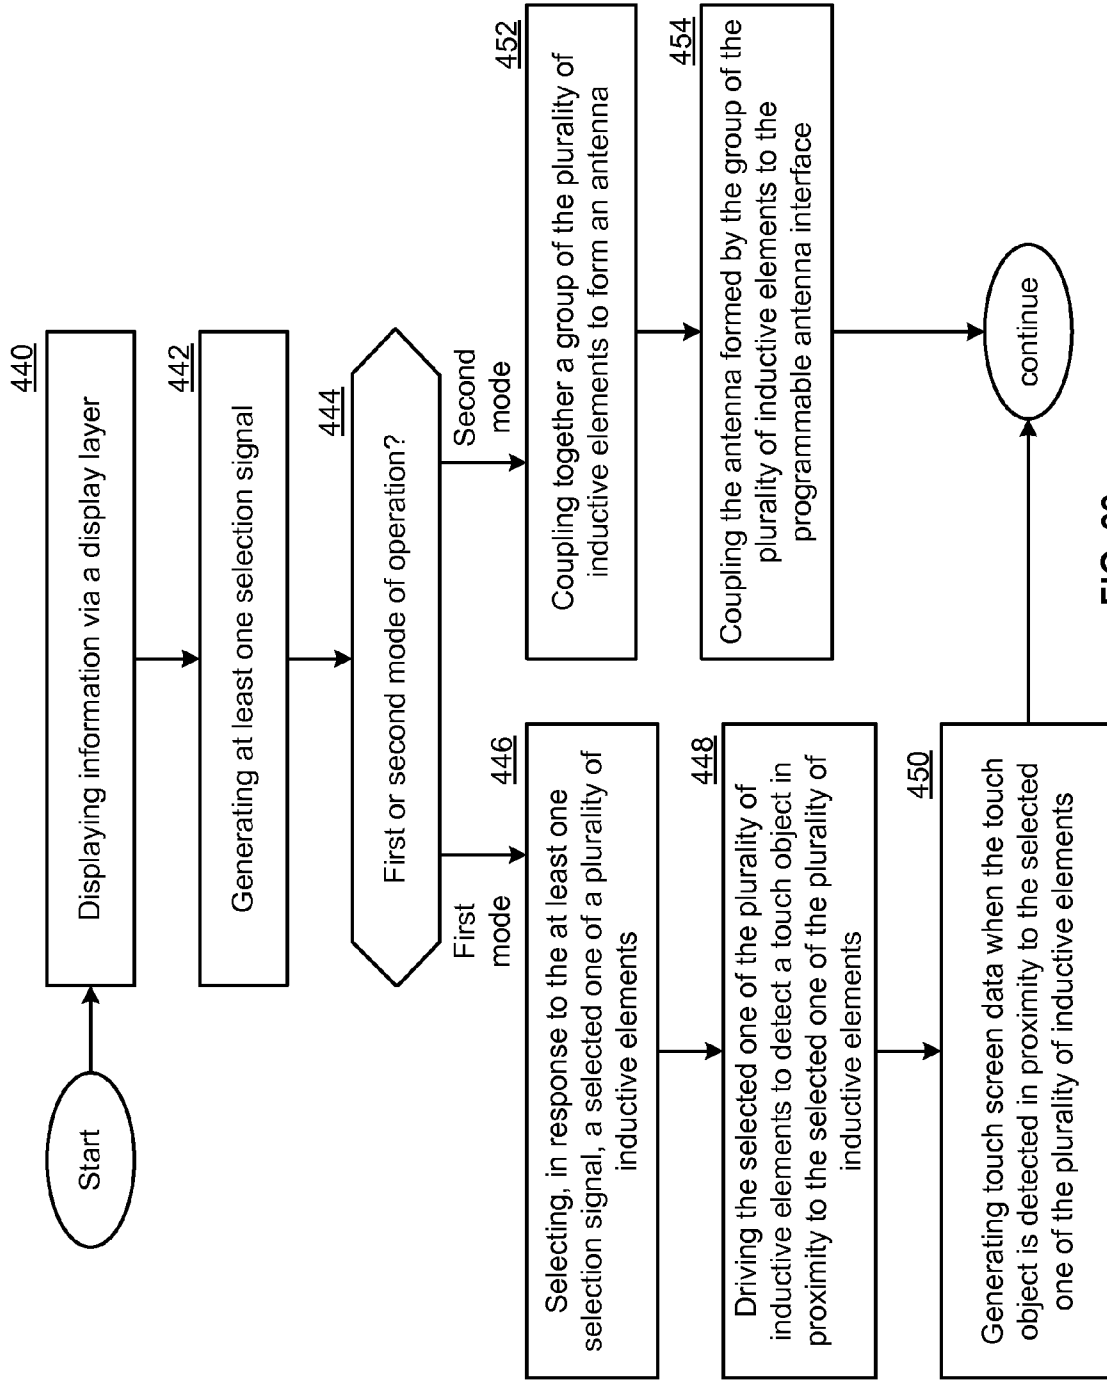 Start
440
Displaying information via a display layer
442
Generating at least one selection signal
444
First or second mode of operation?
First
mode
Second
mode
446
Selecting, in response to the at least one
selection signal, a selected one of a plurality of
inductive elements
448
Driving the selected one of the plurality of
inductive elements to detect a touch object in
proximity to the selected one of the plurality of
inductive elements
450
Generating touch screen data when the touch
object is detected in proximity to the selected
one of the plurality of inductive elements
452
Coupling together a group of the plurality of
inductive elements to form an antenna
454
Coupling the antenna formed by the group of the
plurality of inductive elements to the
programmable antenna interface
continue
FIG.